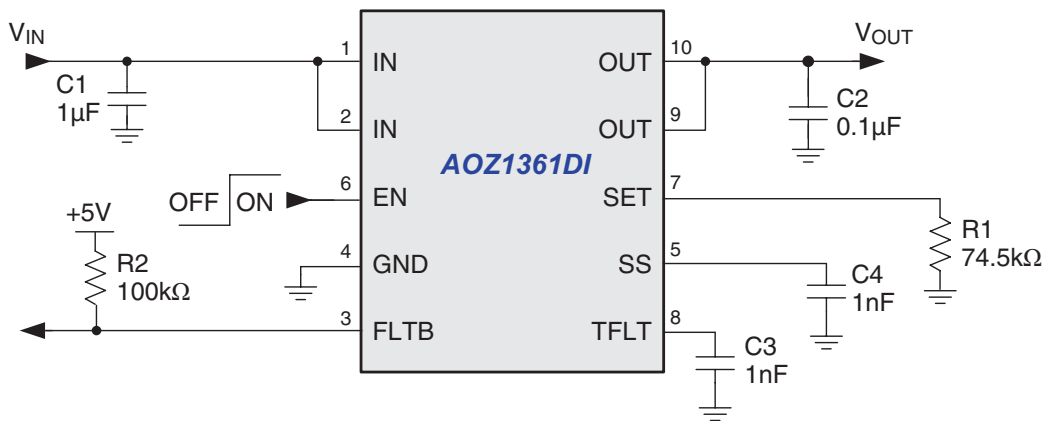 VIN
C1
1µF
1
IN
2
IN
OFF
ON
6
EN
+5V
R2
100kΩ
4
GND
3
FLTB
AOZ1361DI
OUT
10
VOUT
OUT
9
C2
0.1µF
SET
7
R1
74.5kΩ
SS
5
C4
1nF
TFLT
8
C3
1nF